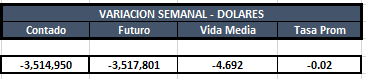 VARIACION SEMANAL - DOLARES
Contado Futuro Vida Media Tasa Prom
-3,514,950 -3,517,801 -4.692 -0.02